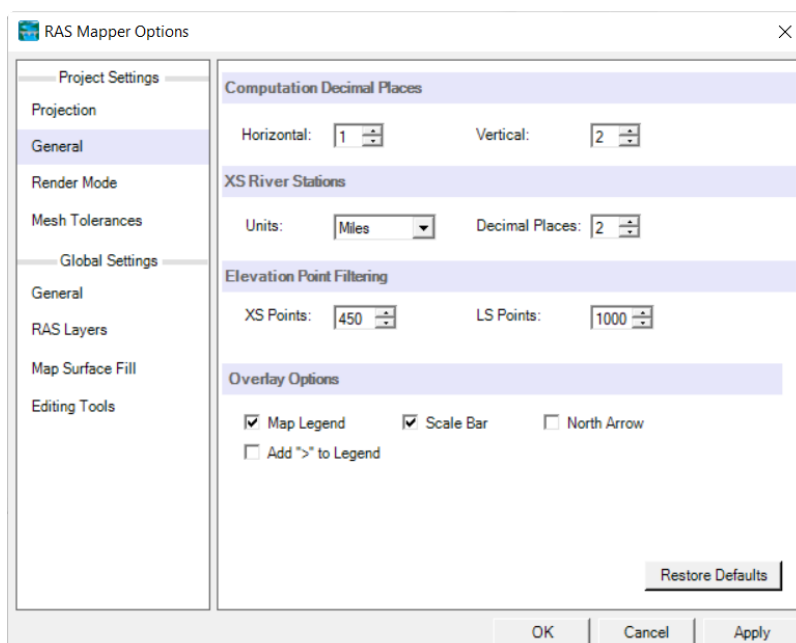 RAS Mapper Options
Project Settings
Projection
General
Render Mode
Mesh Tolerances
Global Settings
General
RAS Layers
Map Surface Fill
Editing Tools
Computation Decimal Places
Horizontal: 1 Vertical: 2
XS River Stations
Units: Miles Decimal Places: 2
Elevation Point Filtering
XS Points: 450 LS Points: 1000
Overlay Options
Map Legend Scale Bar North Arrow
Add ">" to Legend
Restore Defaults
OK Cancel Apply